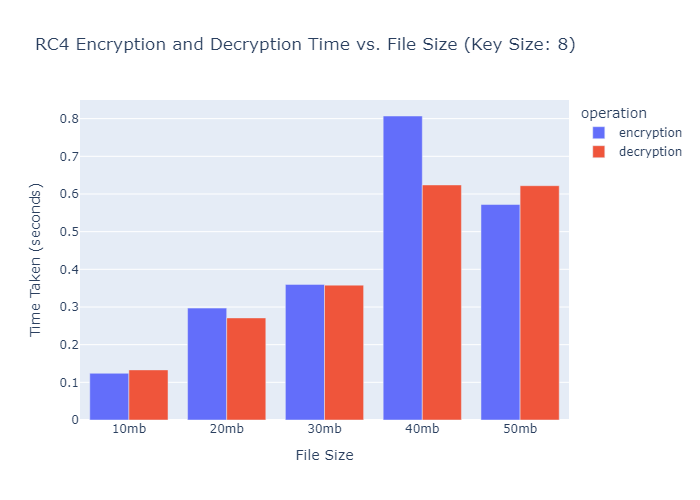 RC4 Encryption and Decryption Time vs. File Size (Key Size: 8)
operation
encryption
decryption
Time Taken (seconds)
0.8
0.7
0.6
0.5
0.4
0.3
0.2
0.1
0
10mb 20mb 30mb 40mb 50mb
File Size